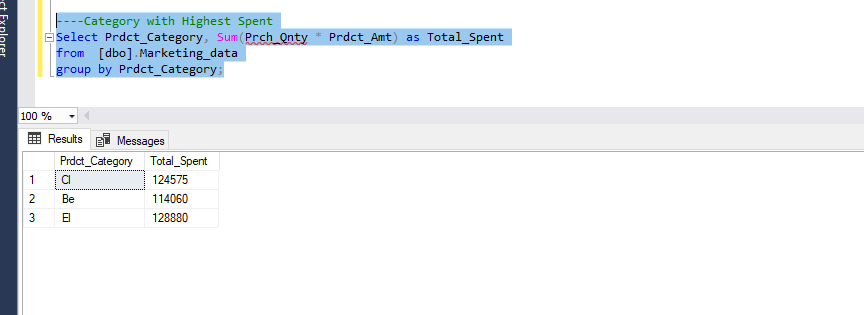 ct Explorer
----Category with Highest Spent
Select Prdct_Category, Sum(Prch_Qnty * Prdct_Amt) as Total_Spent
from [dbo].Marketing_data
group by Prdct_Category;
100 %
Results Messages
Prdct_Category Total_Spent
1 Cl 124575
2 Be 114060
3 El 128880